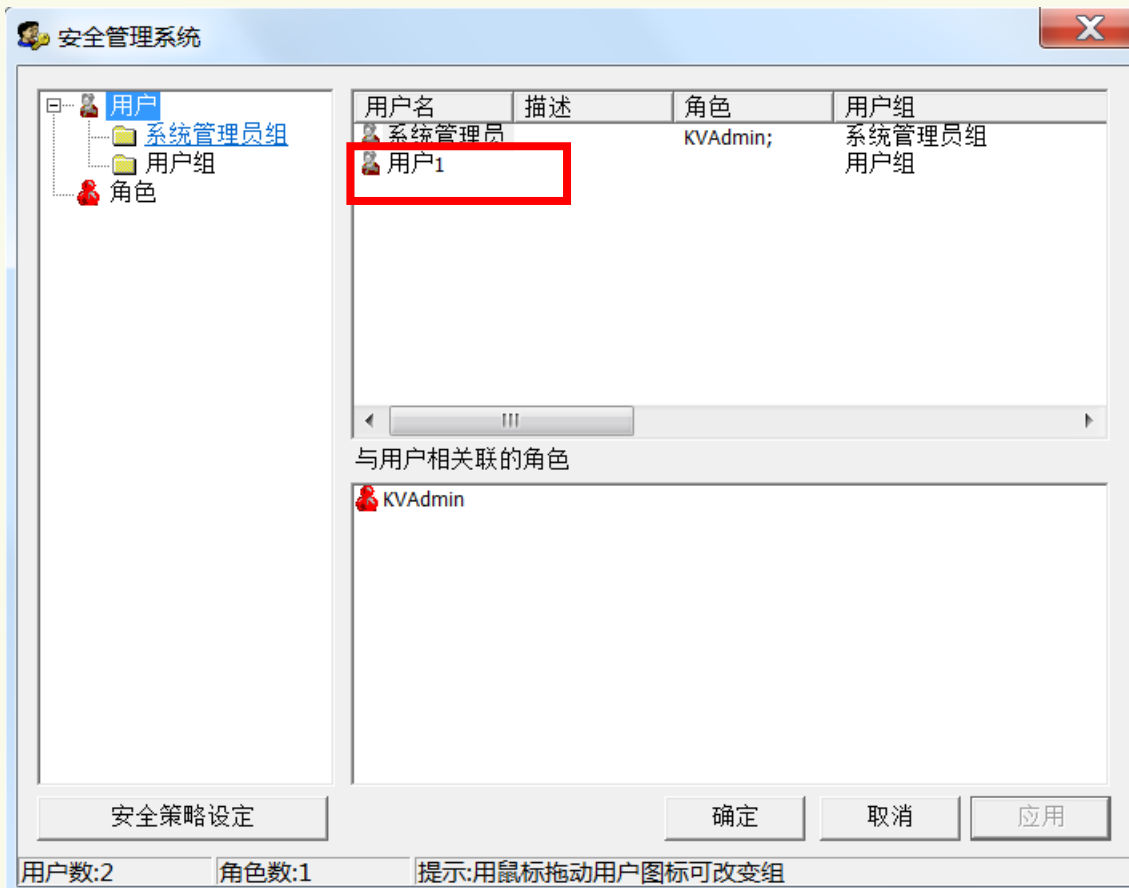 安全管理系统
用户
系统管理员组
用户组
角色
用户名 描述 角色 用户组
系统管理员 KVAdmin; 系统管理员组
用户1 用户组
与用户相关联的角色
KVAdmin
安全策略设定 确定 取消 应用
用户数:2 角色数:1 提示:用鼠标拖动用户图标可改变组